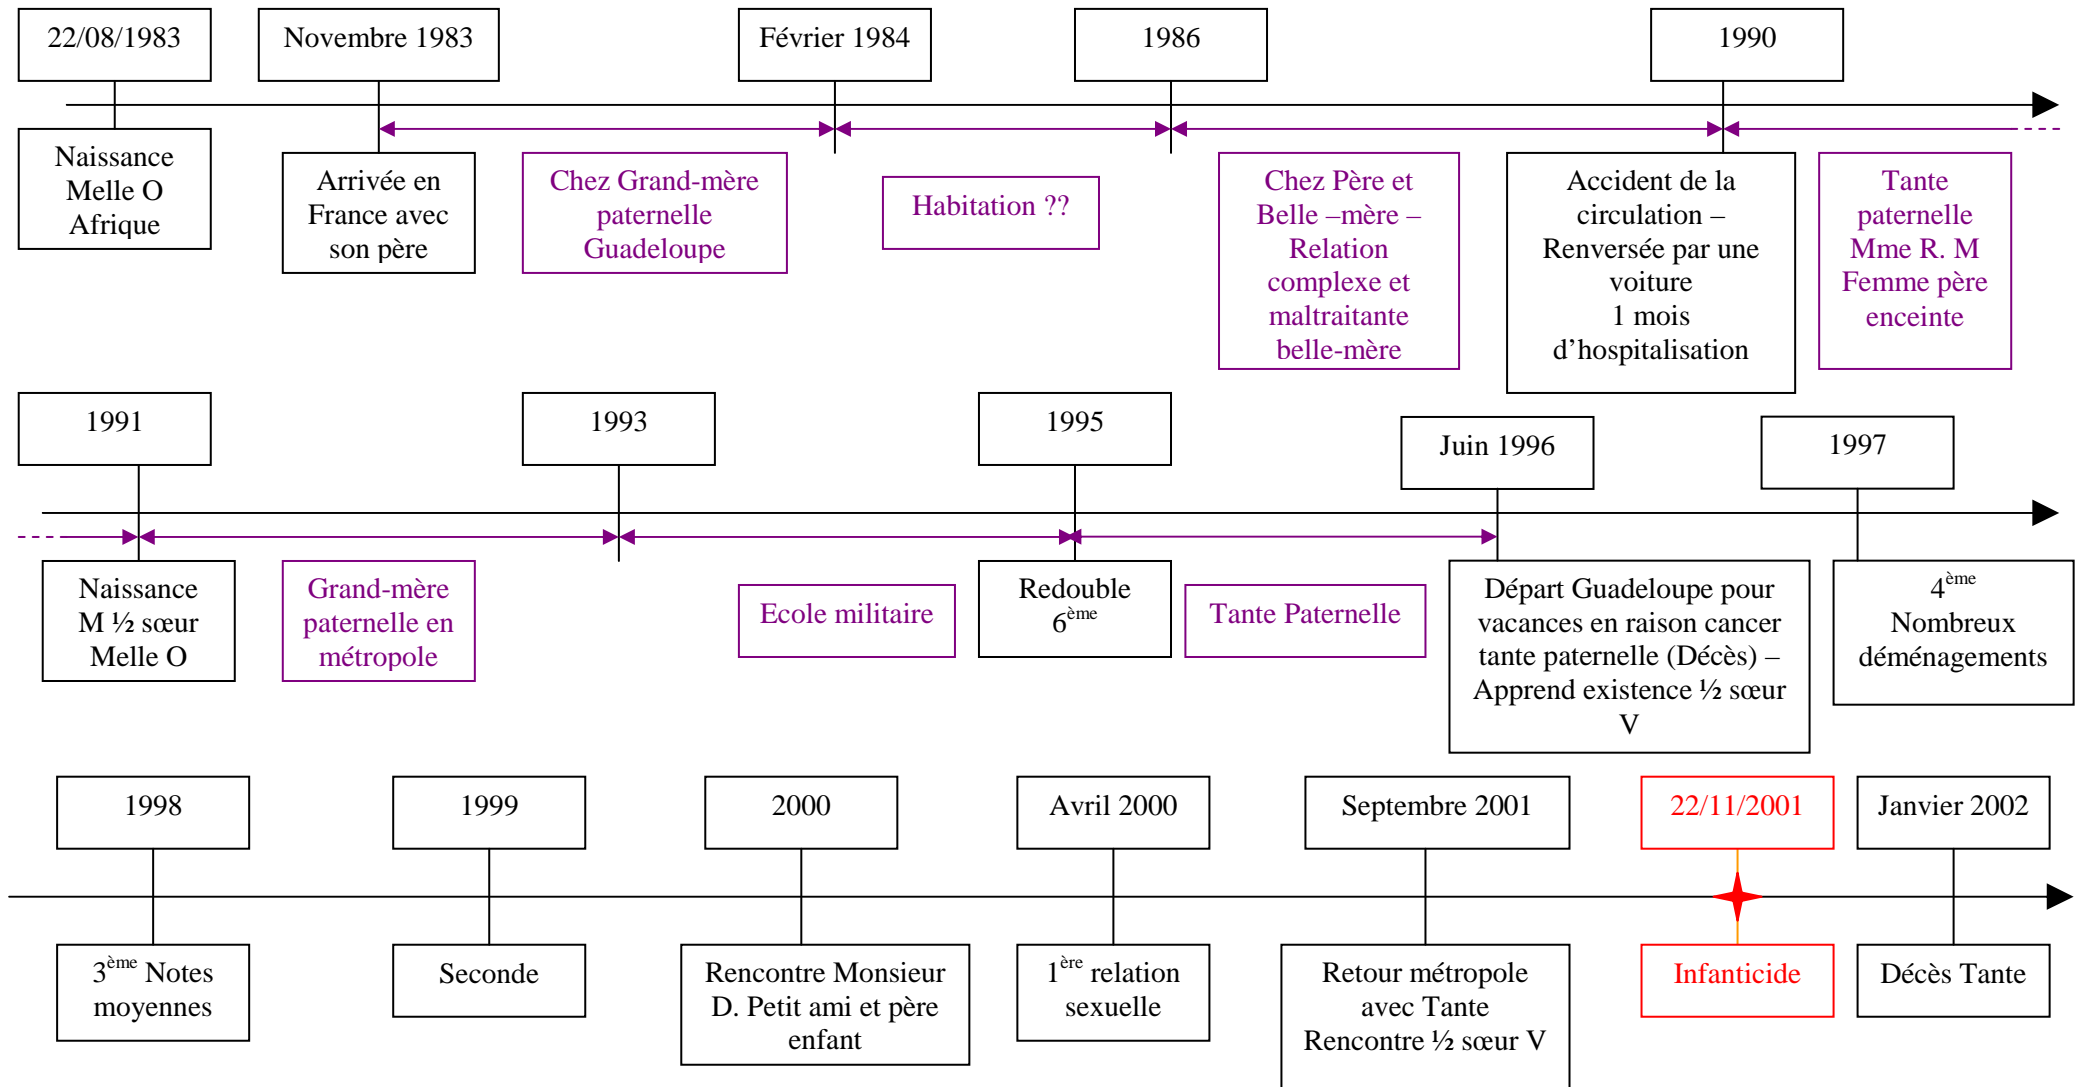 22/08/1983
Novembre 1983
Février 1984
1986
1990
Naissance
Melle O
Afrique
Arrivée en
France avec
son père
Chez Grand-mère
paternelle
Guadeloupe
Habitation ??
Chez Père et
Belle –mère –
Relation
complexe et
maltraitante
belle-mère
Accident de la
circulation –
Renversée par une
voiture
1 mois
d’hospitalisation
Tante
paternelle
Mme R. M
Femme père
enceinte
1991
1993
1995
Juin 1996
1997
Naissance
M ½ sœur
Melle O
Grand-mère
paternelle en
métropole
Ecole militaire
Redouble
6ème
Tante Paternelle
Départ Guadeloupe pour
vacances en raison cancer
tante paternelle (Décès) –
Apprend existence ½ sœur
V
4ème
Nombreux
déménagements
1998
1999
2000
Avril 2000
Septembre 2001
22/11/2001
Janvier 2002
3ème Notes
moyennes
Seconde
Rencontre Monsieur
D. Petit ami et père
enfant
1ère relation
sexuelle
Retour métropole
avec Tante
Rencontre ½ sœur V
Infanticide
Décès Tante